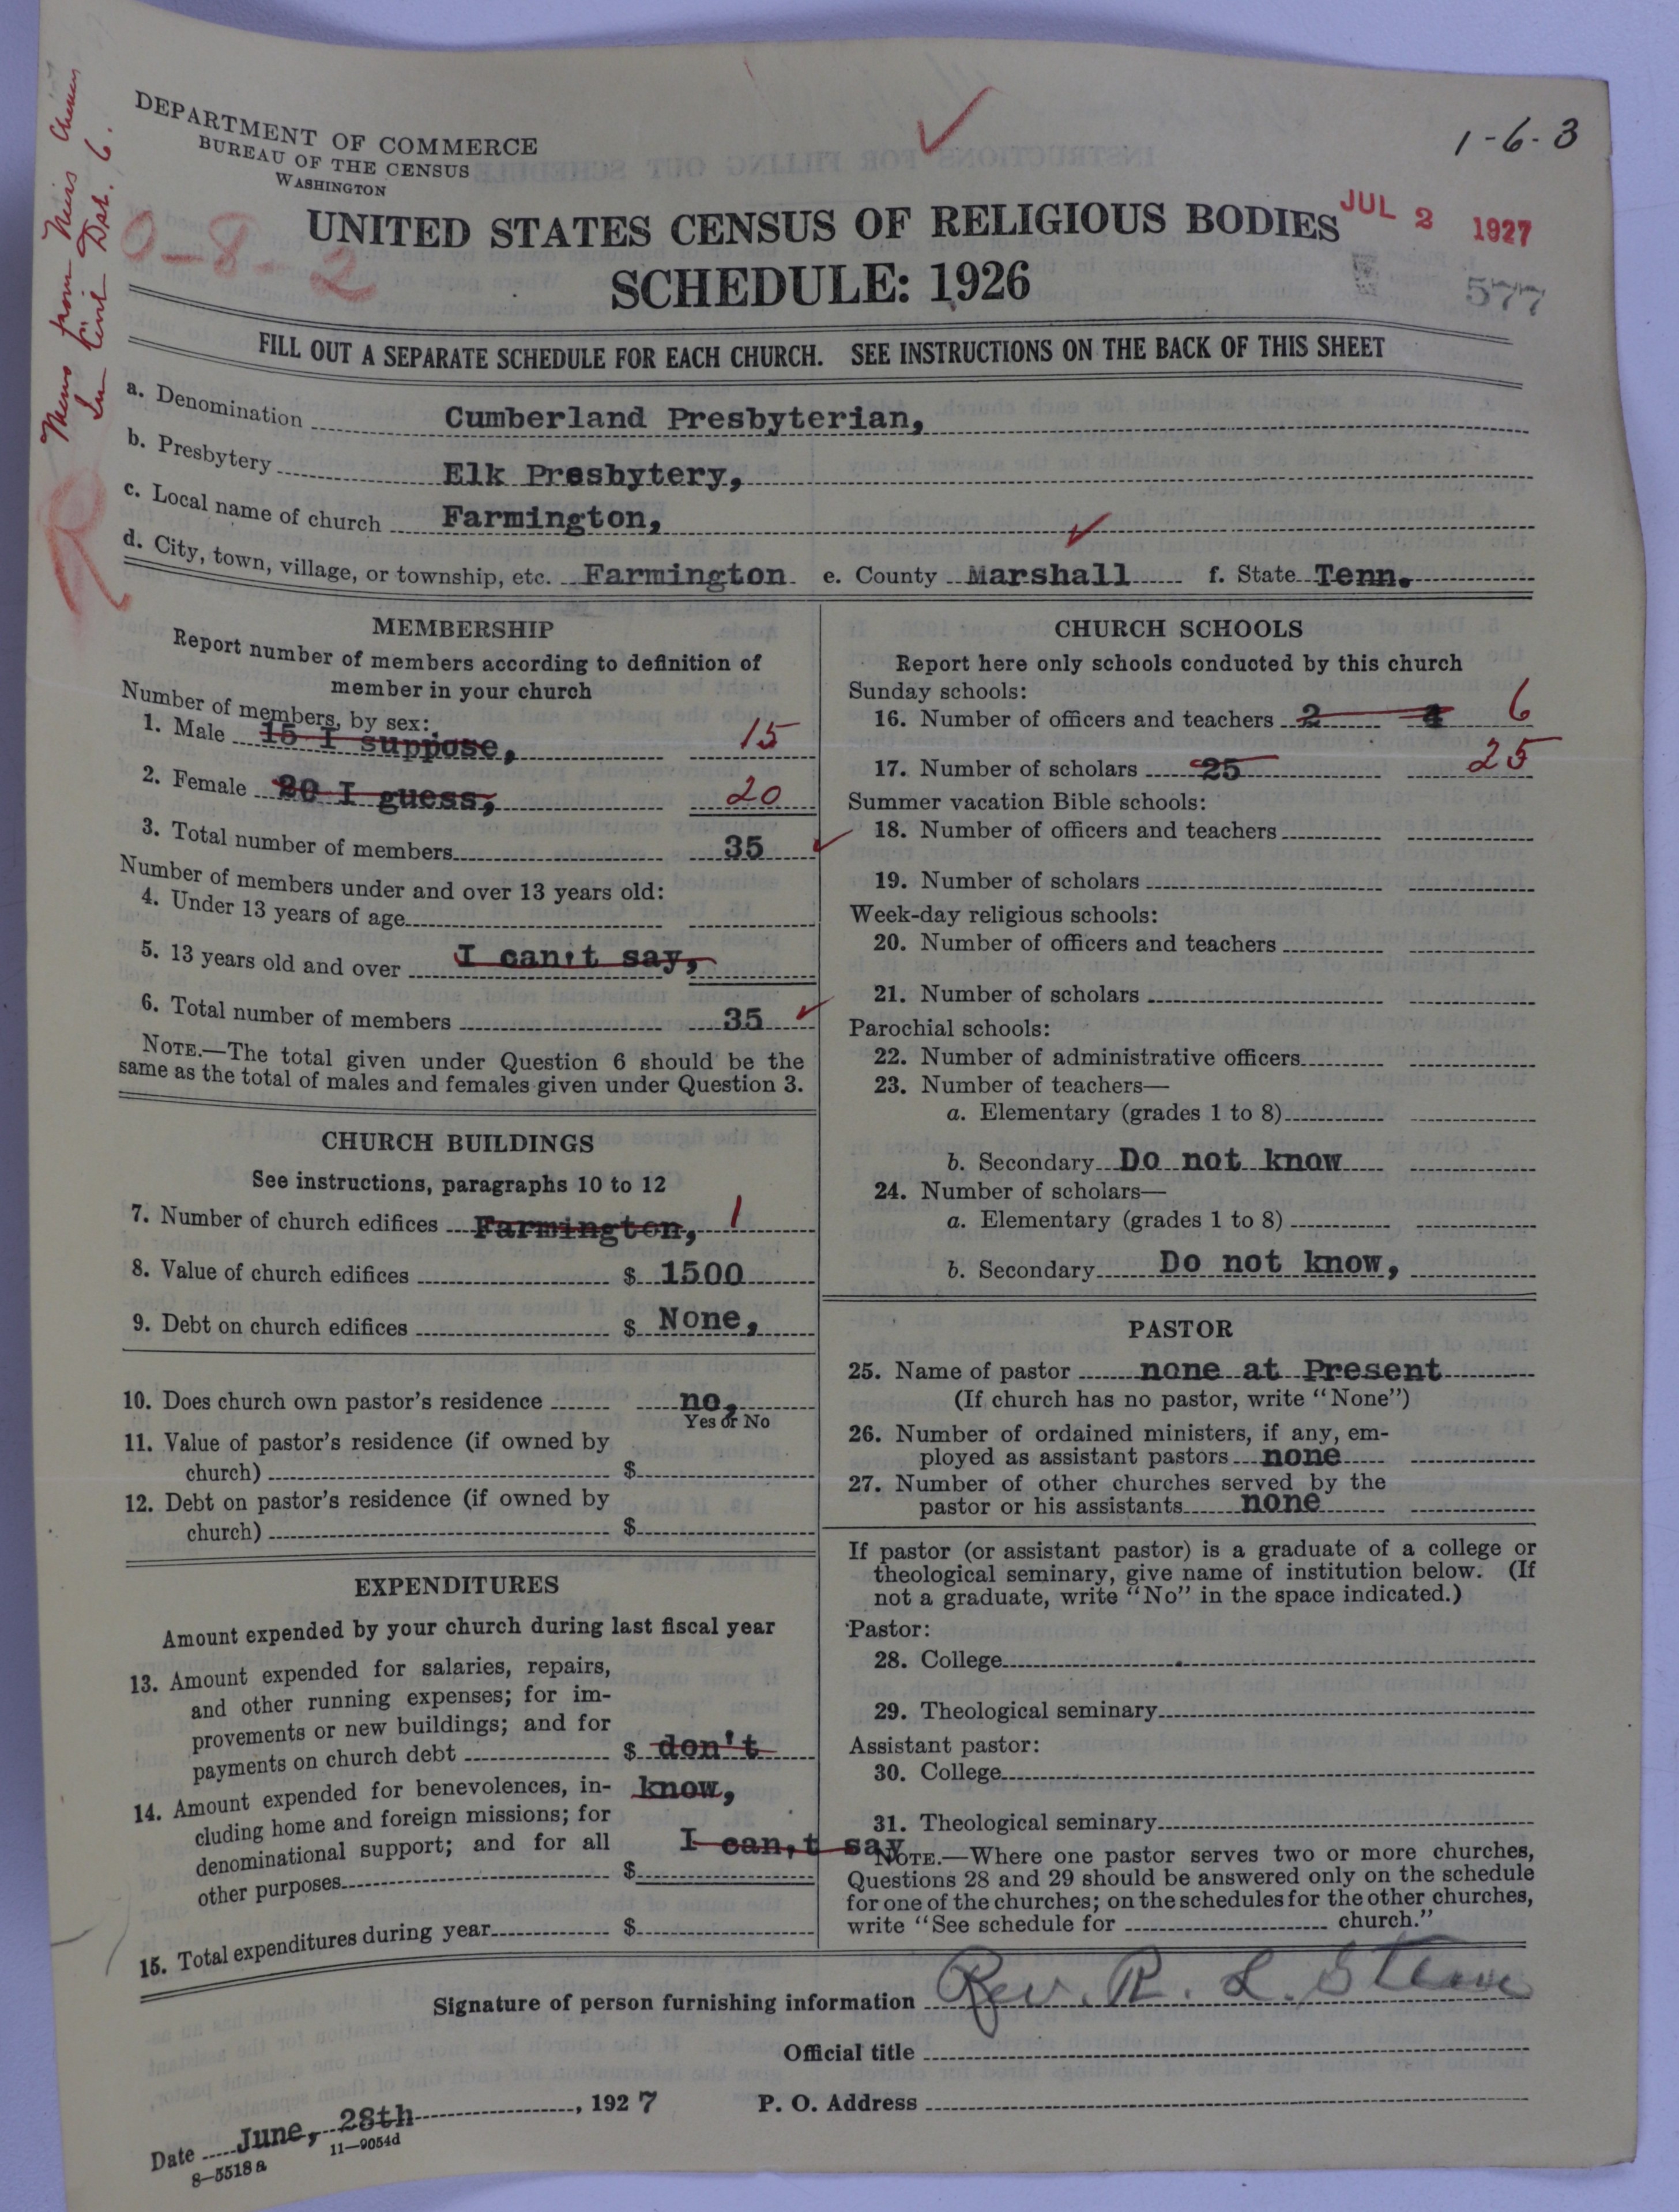 DEPARTMENT OF COMMERCE
BUREAU OF THE CENSUS
WASHINGTON
1-6-3
0-8-2
UNITED STATES CENSUS OF RELIGIOUS BODIES
JUL 2 1927
SCHEDULE: 1926
577
FILL OUT A SEPARATE SCHEDULE FOR EACH CHURCH. SEE INSTRUCTIONS ON THE BACK OF THIS SHEET
a. Denomination Cumberland Presbyterian,
b. Presbytery Elk Presbytery,
c. Local name of church Farmington,
d. City, town, village, or township, etc. Farmington e. County Marshall f. State Tenn.
MEMBERSHIP
Report number of members according to definition of
member in your church
Number of members, by sex:
1. Male 15 I suppose, 15
2. Female 20 I guess, 20
3. Total number of members 35
Number of members under and over 13 years old:
4. Under 13 years of age
5. 13 years old and over I can't say,
6. Total number of members 35
NOTE.—The total given under Question 6 should be the
same as the total of males and females given under Question 3.
CHURCH BUILDINGS
See instructions, paragraphs 10 to 12
7. Number of church edifices Farmington, 1
8. Value of church edifices $ 1500
9. Debt on church edifices $ None,
10. Does church own pastor's residence no,
Yes or No
11. Value of pastor's residence (if owned by
church) $
12. Debt on pastor's residence (if owned by
church) $
EXPENDITURES
Amount expended by your church during last fiscal year
13. Amount expended for salaries, repairs,
and other running expenses; for im-
provements or new buildings; and for
payments on church debt $ don't
14. Amount expended for benevolences, in- know,
cluding home and foreign missions; for
denominational support; and for all I can,t say
other purposes $
15. Total expenditures during year $
CHURCH SCHOOLS
Report here only schools conducted by this church
Sunday schools:
16. Number of officers and teachers 2 4 6
17. Number of scholars 25 25
Summer vacation Bible schools:
18. Number of officers and teachers
19. Number of scholars
Week-day religious schools:
20. Number of officers and teachers
21. Number of scholars
Parochial schools:
22. Number of administrative officers
23. Number of teachers—
a. Elementary (grades 1 to 8)
b. Secondary Do not know
24. Number of scholars—
a. Elementary (grades 1 to 8)
b. Secondary Do not know,
PASTOR
25. Name of pastor none at Present
(If church has no pastor, write "None")
26. Number of ordained ministers, if any, em-
ployed as assistant pastors none
27. Number of other churches served by the
pastor or his assistants none
If pastor (or assistant pastor) is a graduate of a college or
theological seminary, give name of institution below. (If
not a graduate, write "No" in the space indicated.)
Pastor:
28. College
29. Theological seminary
Assistant pastor:
30. College
31. Theological seminary
NOTE.—Where one pastor serves two or more churches,
Questions 28 and 29 should be answered only on the schedule
for one of the churches; on the schedules for the other churches,
write "See schedule for church."
Signature of person furnishing information Rev. R. L.
Official title
Date June, 28th, 1927 P. O. Address
8-5518a 11-9054d